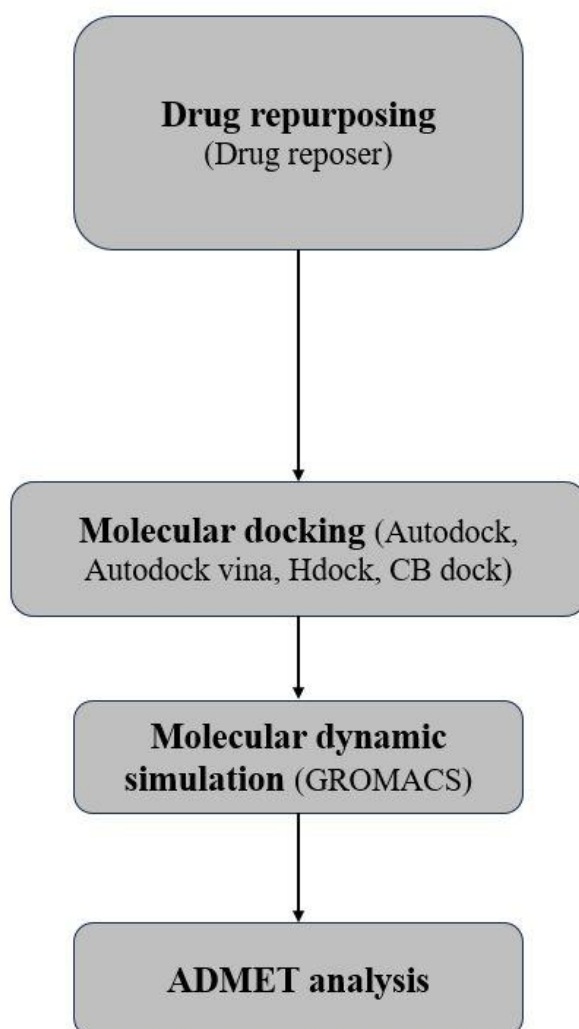 Drug repurposing
(Drug reposer)
Molecular docking (Autodock,
Autodock vina, Hdock, CB dock)
Molecular dynamic
simulation (GROMACS)
ADMET analysis